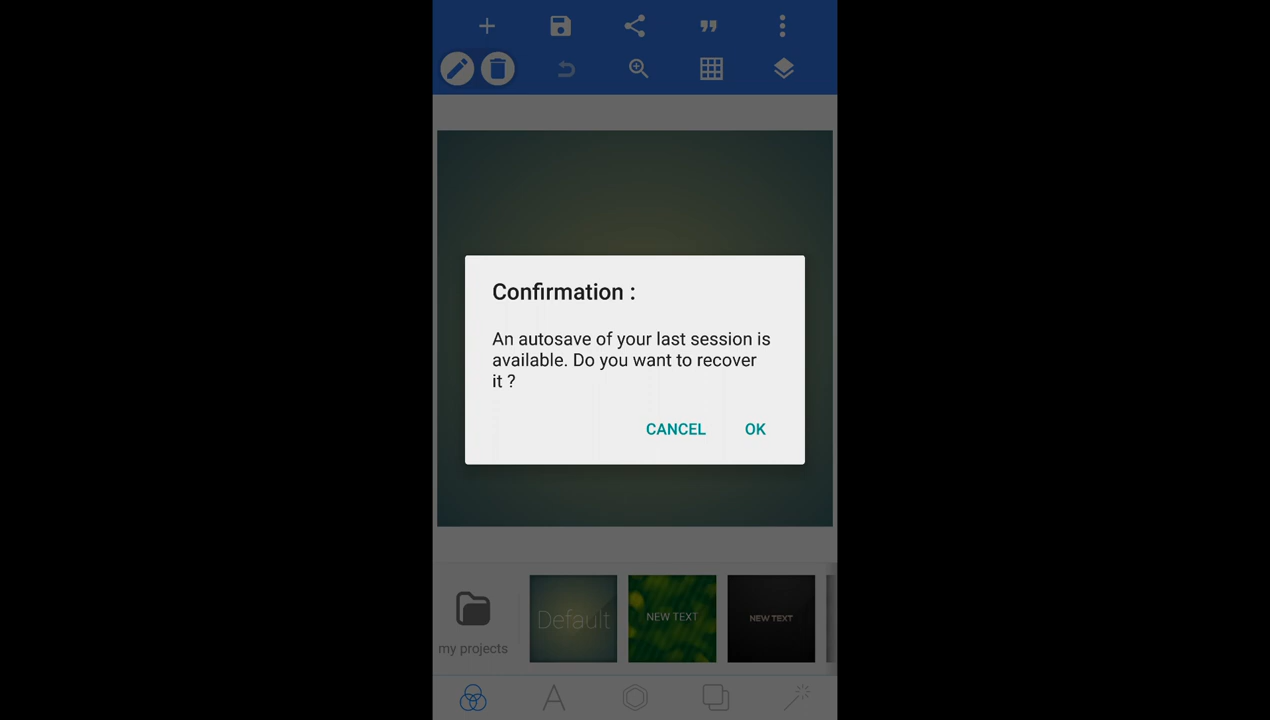 Confirmation :
An autosave of your last session is
available. Do you want to recover
it ?
CANCEL OK
my projects
Default
NEW TEXT
NEW TEXT